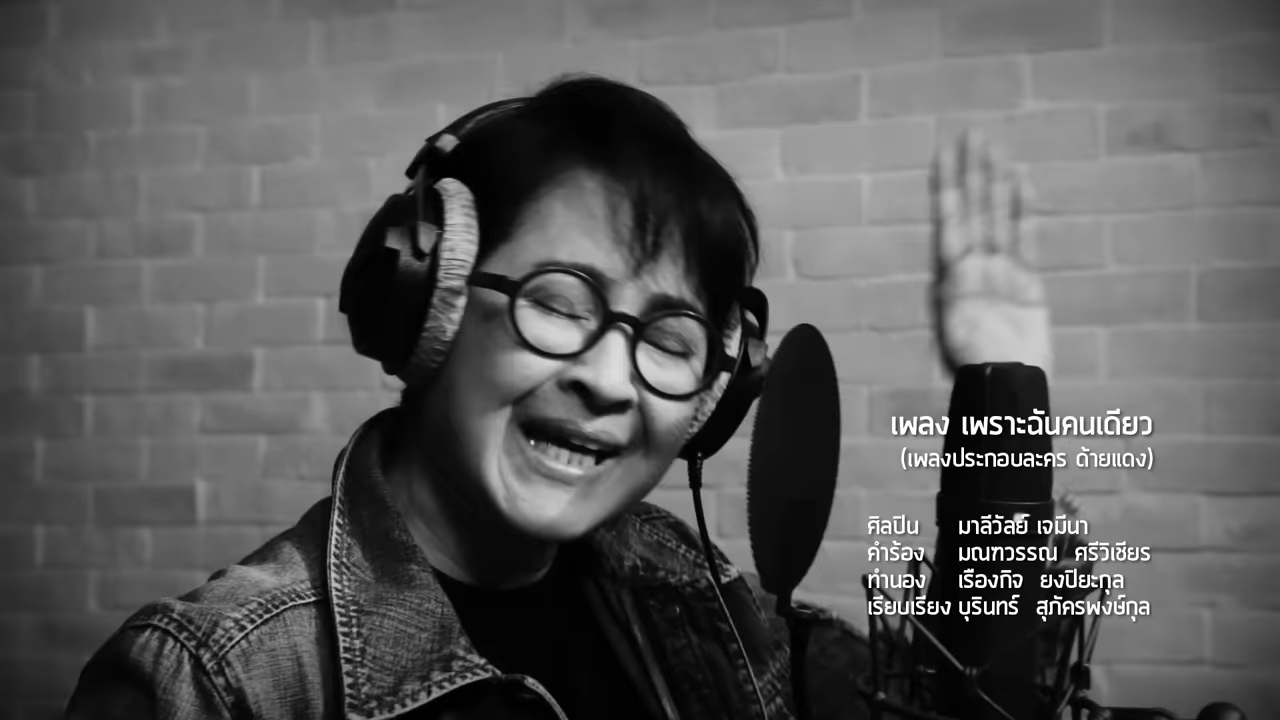 เพลง เพราะฉันคนเดียว
(เพลงประกอบละคร ด้ายแดง)
ศิลปิน มาลีวัลย์ เจมีนา
คำร้อง มณฑวรรณ ศรีวิเชียร
ทำนอง เรืองกิจ ยงปิยะกุล
เรียบเรียง บุรินทร์ สุภัครพงษ์กุล